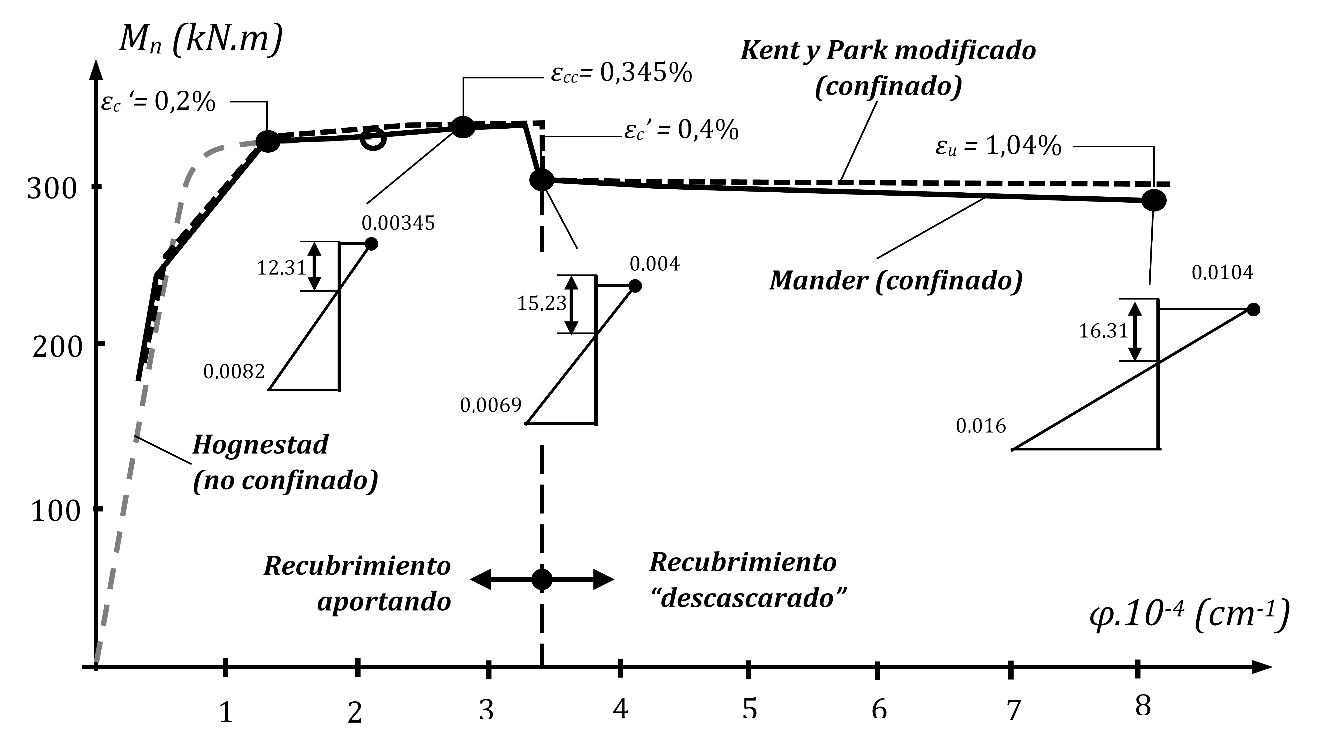 Mn (kN.m)
Kent y Park modificado
(confinado)
εcc= 0,345%
εc ‘= 0,2%
εc’ = 0,4%
εu = 1,04%
300
0.00345
12.31
0.004
15.23
Mander (confinado)
0.0104
16.31
200
0.0082
0.0069
0.016
Hognestad
(no confinado)
100
Recubrimiento
aportando
Recubrimiento
“descascarado”
φ.10-4 (cm-1)
1
2
3
4
5
6
7
8